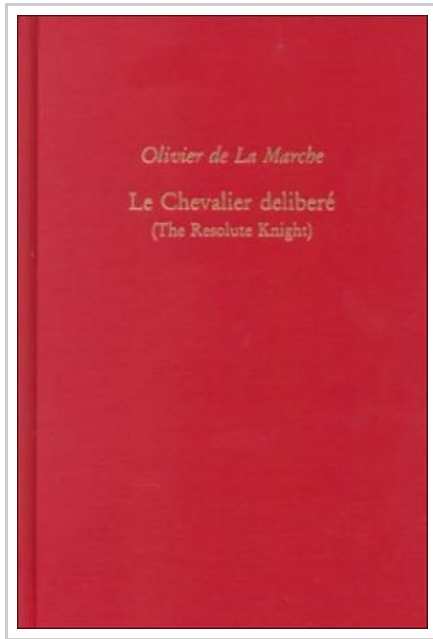 Olivier de La Marche
Le Chevalier deliberé
(The Resolute Knight)